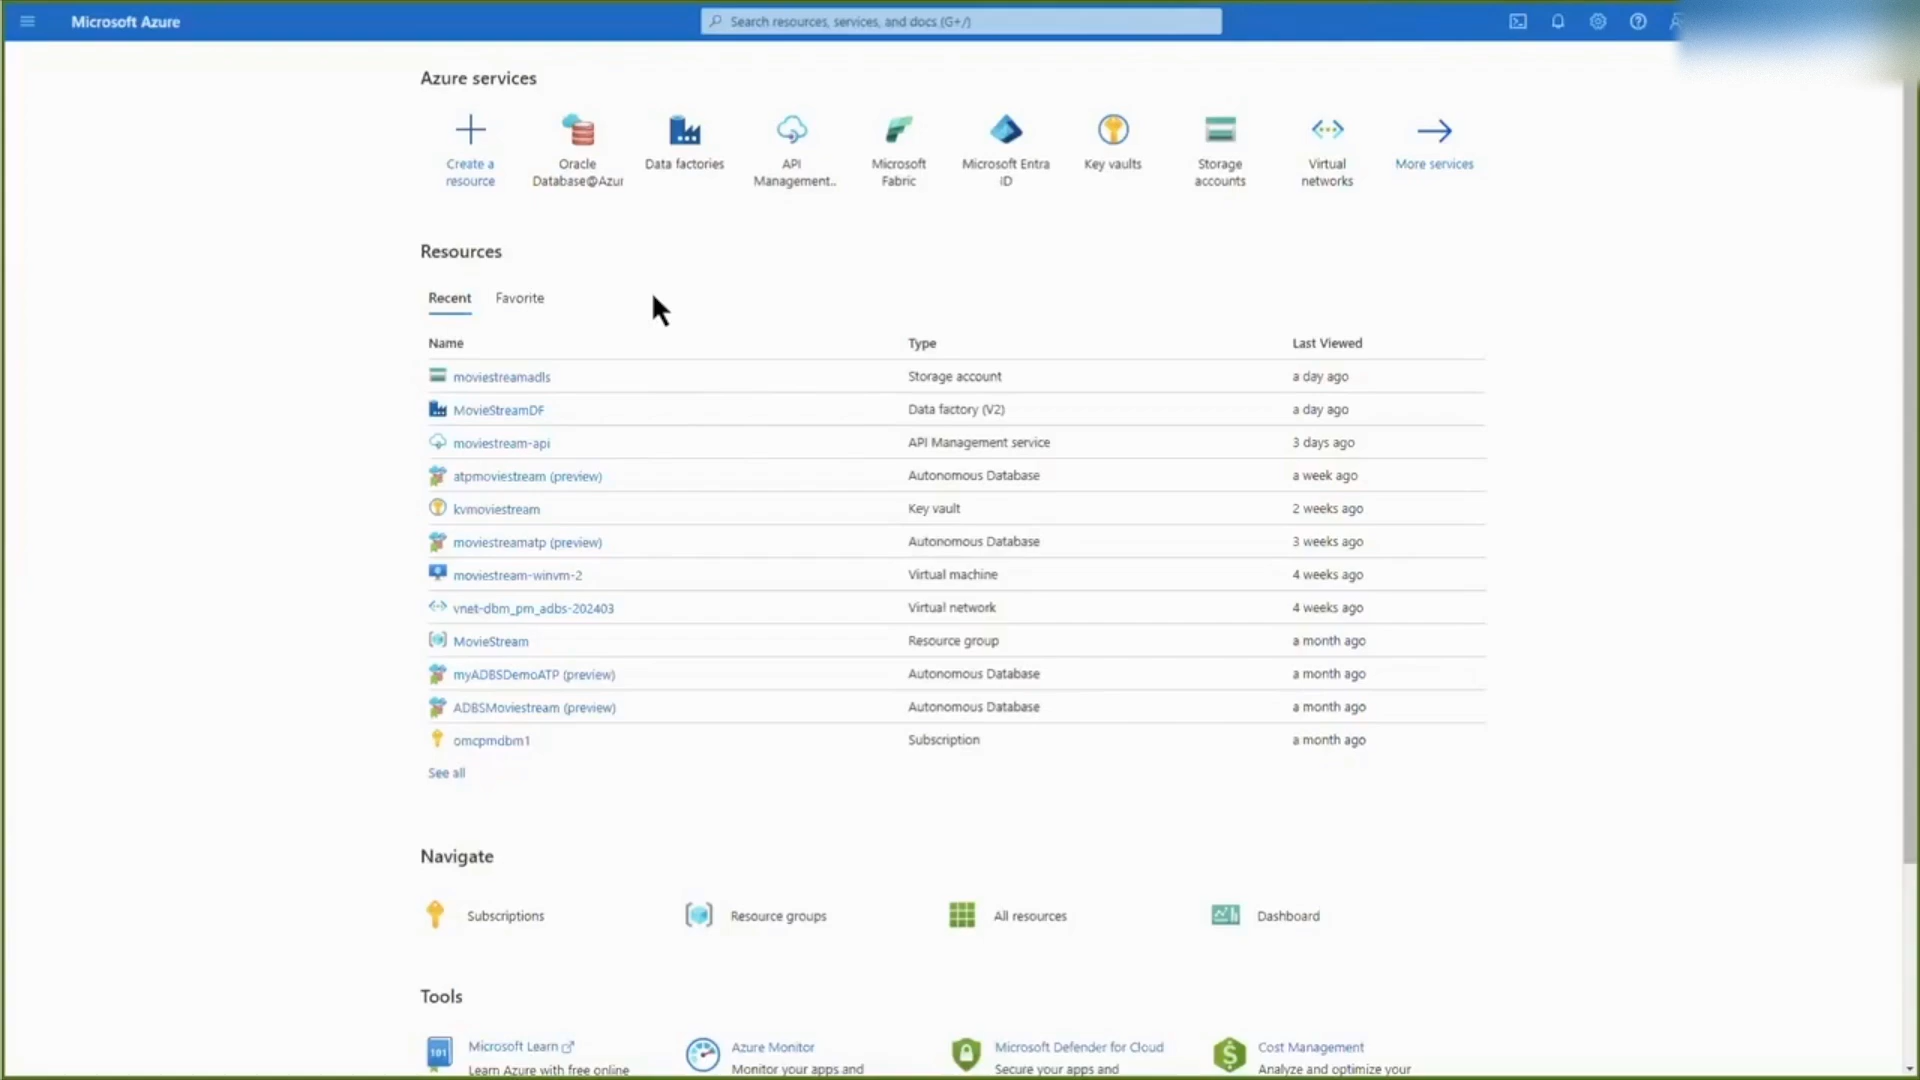 Microsoft Azure
Search resources, services, and docs (G+/)
Azure services
Create a
resource
Oracle
Database@Azur
Data factories
API
Management..
Microsoft
Fabric
Microsoft Entra
ID
Key vaults
Storage
accounts
Virtual
networks
More services
Resources
Recent Favorite
Name Type Last Viewed
moviestreamadls Storage account a day ago
MovieStreamDF Data factory (V2) a day ago
moviestream-api API Management service 3 days ago
atpmoviestream (preview) Autonomous Database a week ago
kvmoviestream Key vault 2 weeks ago
moviestreamatp (preview) Autonomous Database 3 weeks ago
moviestream-winvm-2 Virtual machine 4 weeks ago
vnet-dbm_pm_adbs-202403 Virtual network 4 weeks ago
MovieStream Resource group a month ago
myADBSDemoATP (preview) Autonomous Database a month ago
ADBSMoviestream (preview) Autonomous Database a month ago
omcpmdbm1 Subscription a month ago
See all
Navigate
Subscriptions Resource groups All resources Dashboard
Tools
101
Microsoft Learn
Learn Azure with free online
Azure Monitor
Monitor your apps and
Microsoft Defender for Cloud
Secure your apps and
$
Cost Management
Analyze and optimize your